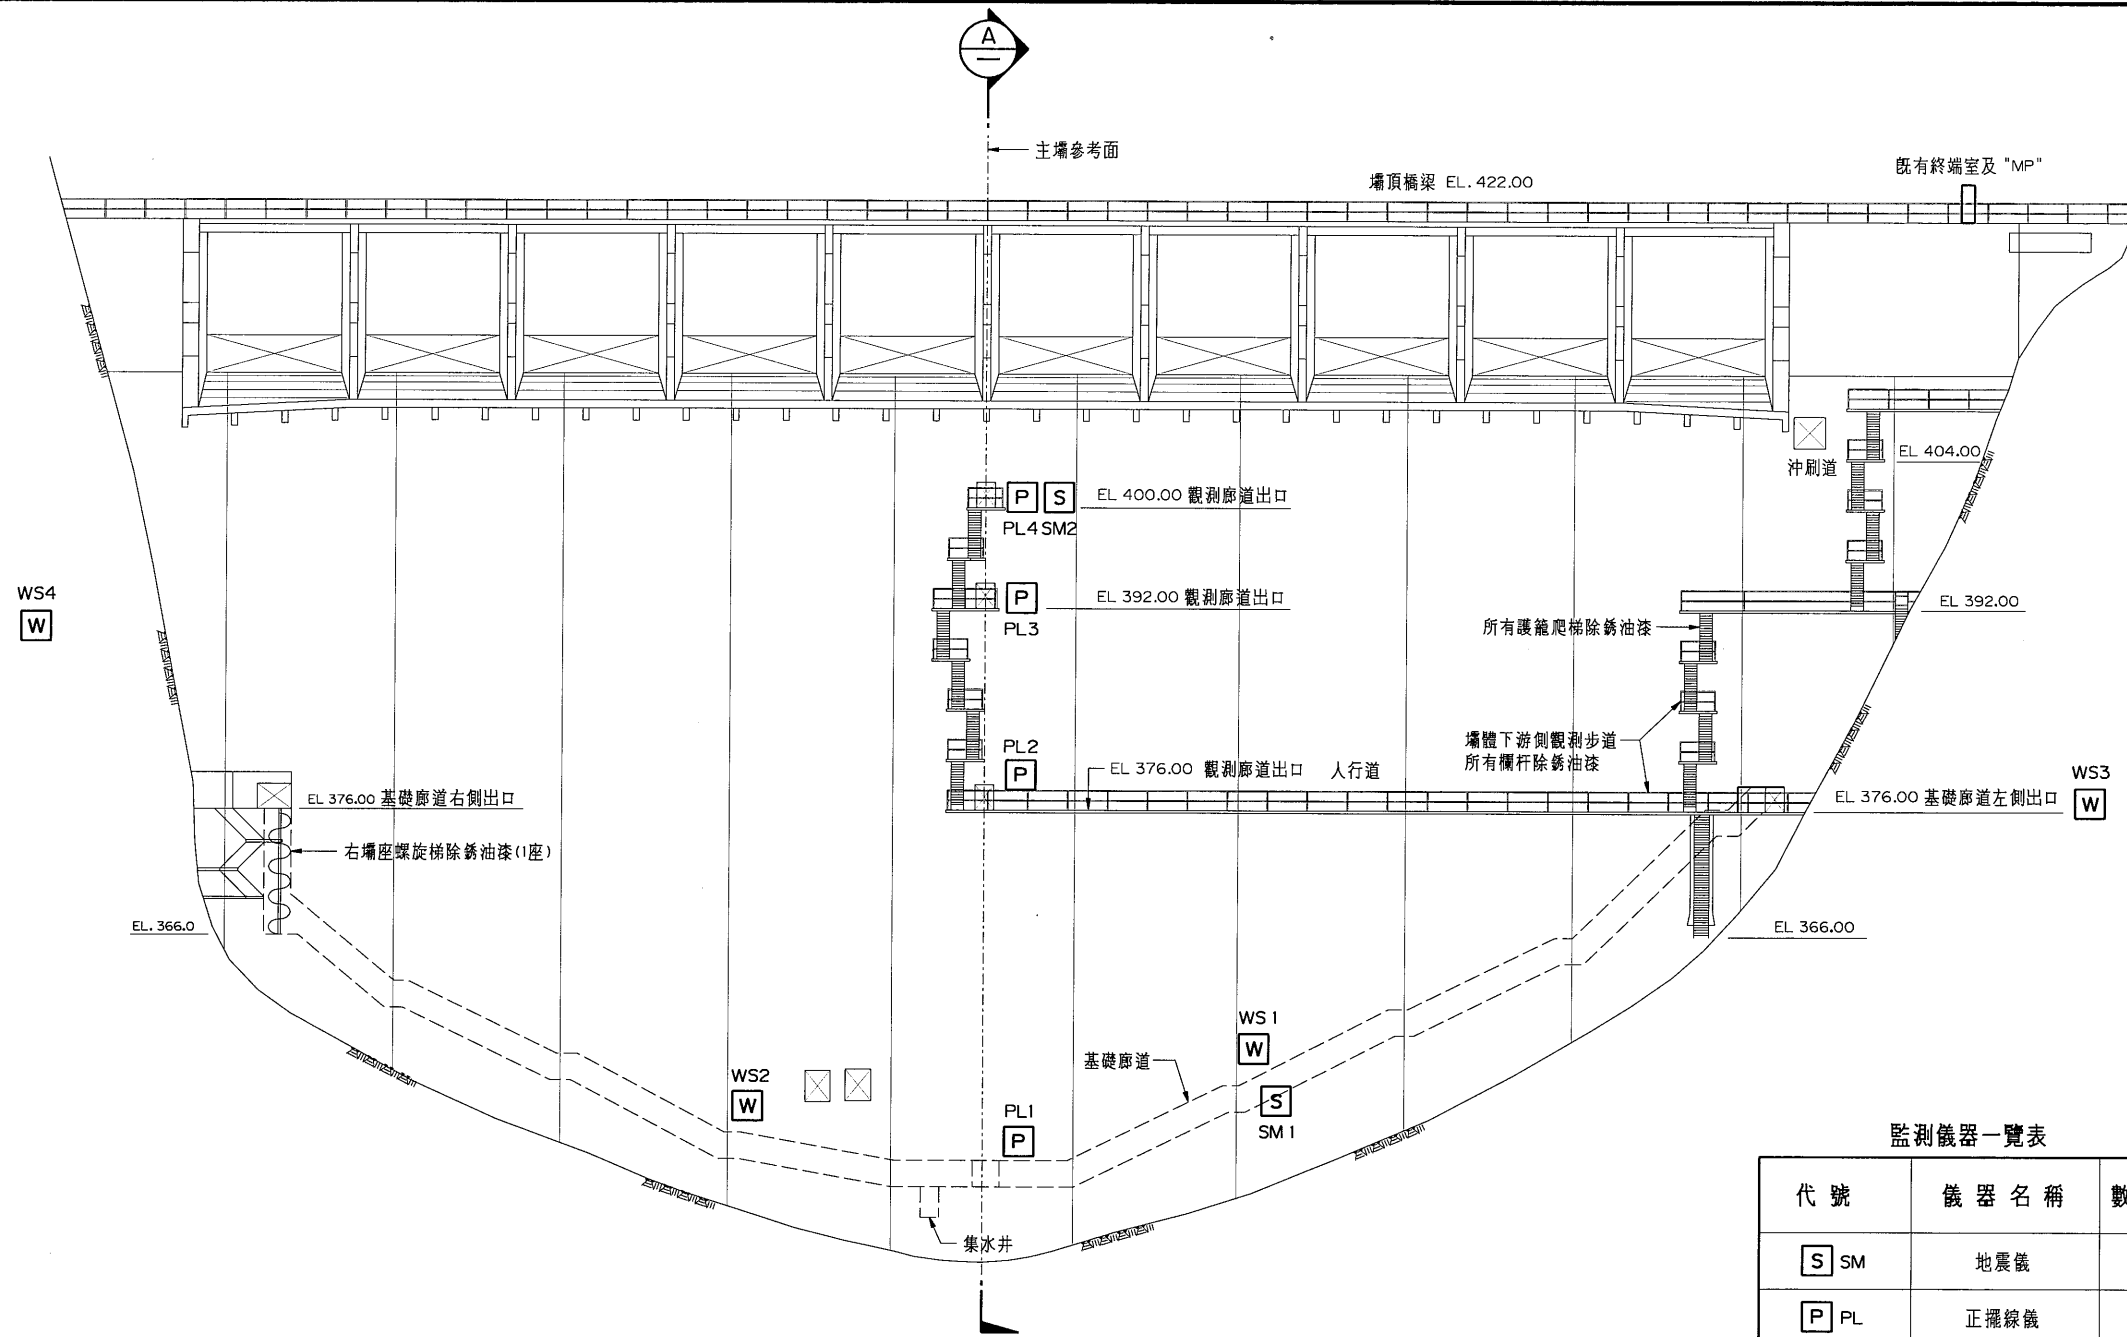 A
主壩參考面
壩頂橋梁 EL. 422.00
既有終端室及 "MP"
沖刷道
EL 404.00
P S EL 400.00 觀測廊道出口
PL4 SM2
WS4
W
P EL 392.00 觀測廊道出口
PL3
EL 392.00
所有護籠爬梯除銹油漆
壩體下游側觀測步道
所有欄杆除銹油漆
PL2
P
EL 376.00 觀測廊道出口 人行道
WS3
W
EL 376.00 基礎廊道右側出口
EL 376.00 基礎廊道左側出口
右壩座螺旋梯除銹油漆(1座)
EL. 366.0
EL 366.00
WS 1
W
基礎廊道
WS2
W
S
SM 1
PL1
P
集水井
監測儀器一覽表
代號 儀器名稱 數
S SM 地震儀
P PL 正擺線儀